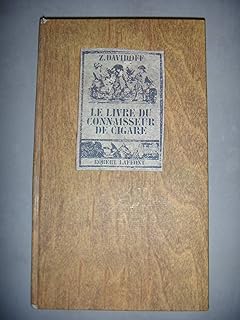 Z. DAVIDOFF
LE LIVRE DU
CONNAISSEUR
DE CIGARE
ROBERT LAFFONT